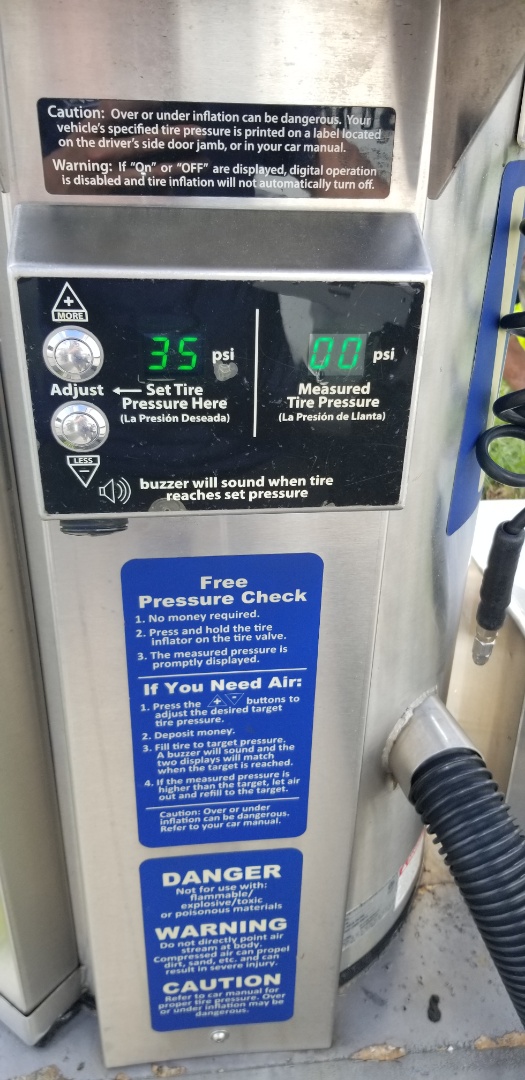 Caution: Over or under inflation can be dangerous. Your
vehicle's specified tire pressure is printed on a label located
on the driver's side door jamb, or in your car manual.
Warning: If "On" or "OFF" are displayed, digital operation
is disabled and tire inflation will not automatically turn off.
+
MORE
35 psi
00 psi
Adjust ← Set Tire
Pressure Here
(La Presión Deseada)
Measured
Tire Pressure
(La Presión de Llanta)
LESS
−
buzzer will sound when tire
reaches set pressure
Free
Pressure Check
1. No money required.
2. Press and hold the tire
inflator on the tire valve.
3. The measured pressure is
promptly displayed.
If You Need Air:
1. Press the + − buttons to
adjust the desired target
tire pressure.
2. Deposit money.
3. Fill tire to target pressure.
A buzzer will sound and the
two displays will match
when the target is reached.
4. If the measured pressure is
higher than the target, let air
out and refill to the target.
Caution: Over or under
inflation can be dangerous.
Refer to your car manual.
DANGER
Not for use with:
flammable/
explosive/toxic
or poisonous materials
WARNING
Do not directly point air
stream at body.
Compressed air can propel
dirt, sand, etc. and can
result in severe injury.
CAUTION
Refer to car manual for
proper tire pressure. Over
or under inflation may be
dangerous.